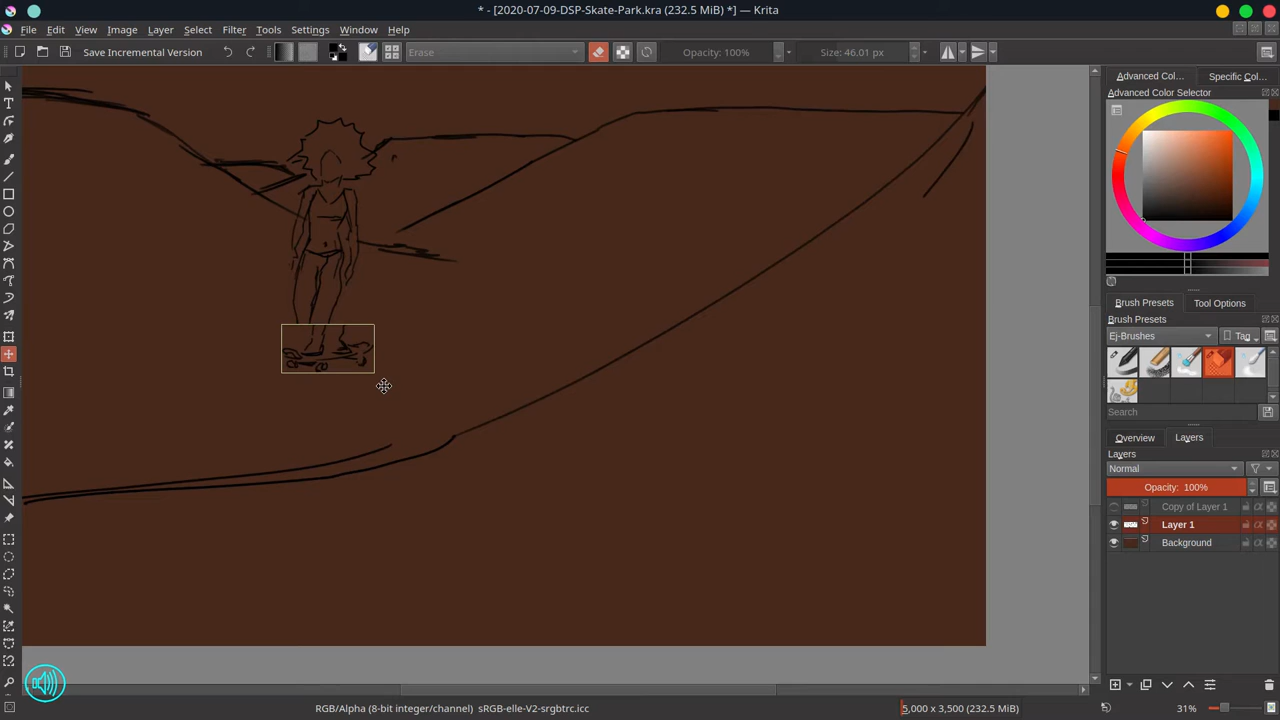 * - [2020-07-09-DSP-Skate-Park.kra (232.5 MiB) *] — Krita
File Edit View Image Layer Select Filter Tools Settings Window Help
Save Incremental Version Erase Opacity: 100% Size: 46.01 px
Advanced Col... Specific Col...
Advanced Color Selector
Brush Presets Tool Options
Brush Presets
Ej-Brushes Tag
Search
Overview Layers
Layers
Normal
Opacity: 100%
Copy of Layer 1
Layer 1
Background
RGB/Alpha (8-bit integer/channel) sRGB-elle-V2-srgbtrc.icc 5,000 x 3,500 (232.5 MiB) 31%